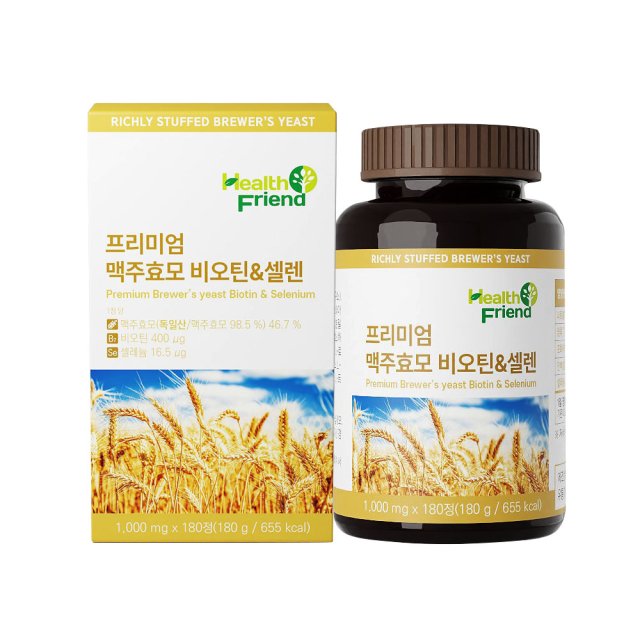 RICHLY STUFFED BREWER'S YEAST
Health
Friend
프리미엄
맥주효모 비오틴&셀렌
Premium Brewer's yeast Biotin & Selenium
1정당
맥주효모(독일산/맥주효모 98.5 %) 46.7 %
B7 비오틴 400 μg
Se 셀레늄 16.5 μg
1,000 mg x 180정(180 g / 655 kcal)
RICHLY STUFFED BREWER'S YEAST
Health
Friend
프리미엄
맥주효모 비오틴&셀렌
Premium Brewer's yeast Biotin & Selenium
1,000 mg x 180정(180 g / 655 kcal)